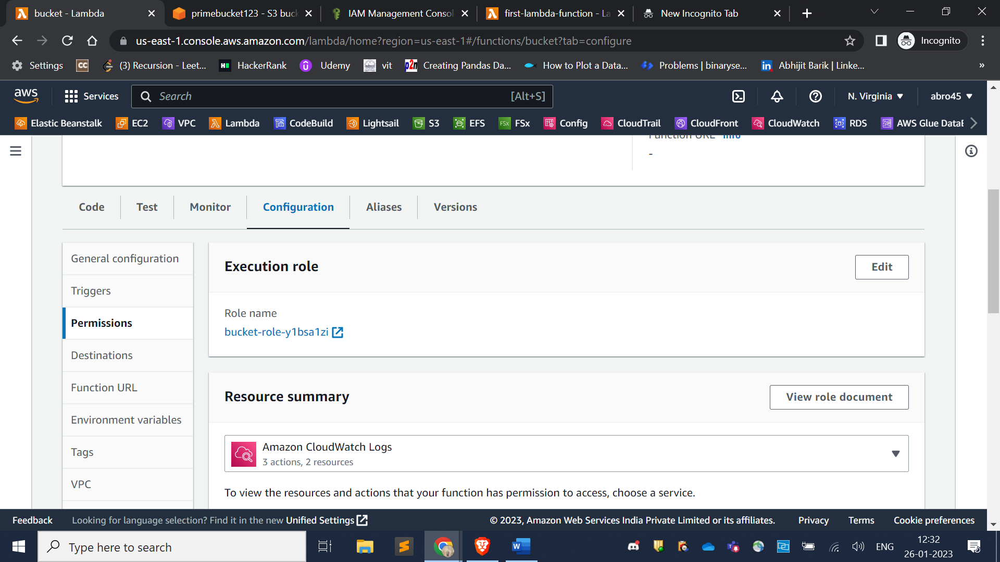 bucket - Lambda
primebucket123 - S3 buck
IAM Management Consol
first-lambda-function - La
New Incognito Tab
us-east-1.console.aws.amazon.com/lambda/home?region=us-east-1#/functions/bucket?tab=configure
Incognito
Settings
CC
(3) Recursion - Leet...
HackerRank
Udemy
vit
p2n
Creating Pandas Da...
How to Plot a Data...
Problems | binaryse...
in
Abhijit Barik | Linke...
»
aws
Services
Search
[Alt+S]
N. Virginia
abro45
Elastic Beanstalk
EC2
VPC
Lambda
CodeBuild
Lightsail
S3
EFS
FSx
FSx
Config
CloudTrail
CloudFront
CloudWatch
RDS
AWS Glue DataB
Function URL Info
-
Code
Test
Monitor
Configuration
Aliases
Versions
General configuration
Triggers
Permissions
Destinations
Function URL
Environment variables
Tags
VPC
Execution role
Edit
Role name
bucket-role-y1bsa1zi
Resource summary
View role document
Amazon CloudWatch Logs
3 actions, 2 resources
To view the resources and actions that your function has permission to access, choose a service.
Feedback
Looking for language selection? Find it in the new Unified Settings
© 2023, Amazon Web Services India Private Limited or its affiliates.
Privacy
Terms
Cookie preferences
Type here to search
W
ENG
12:32
26-01-2023